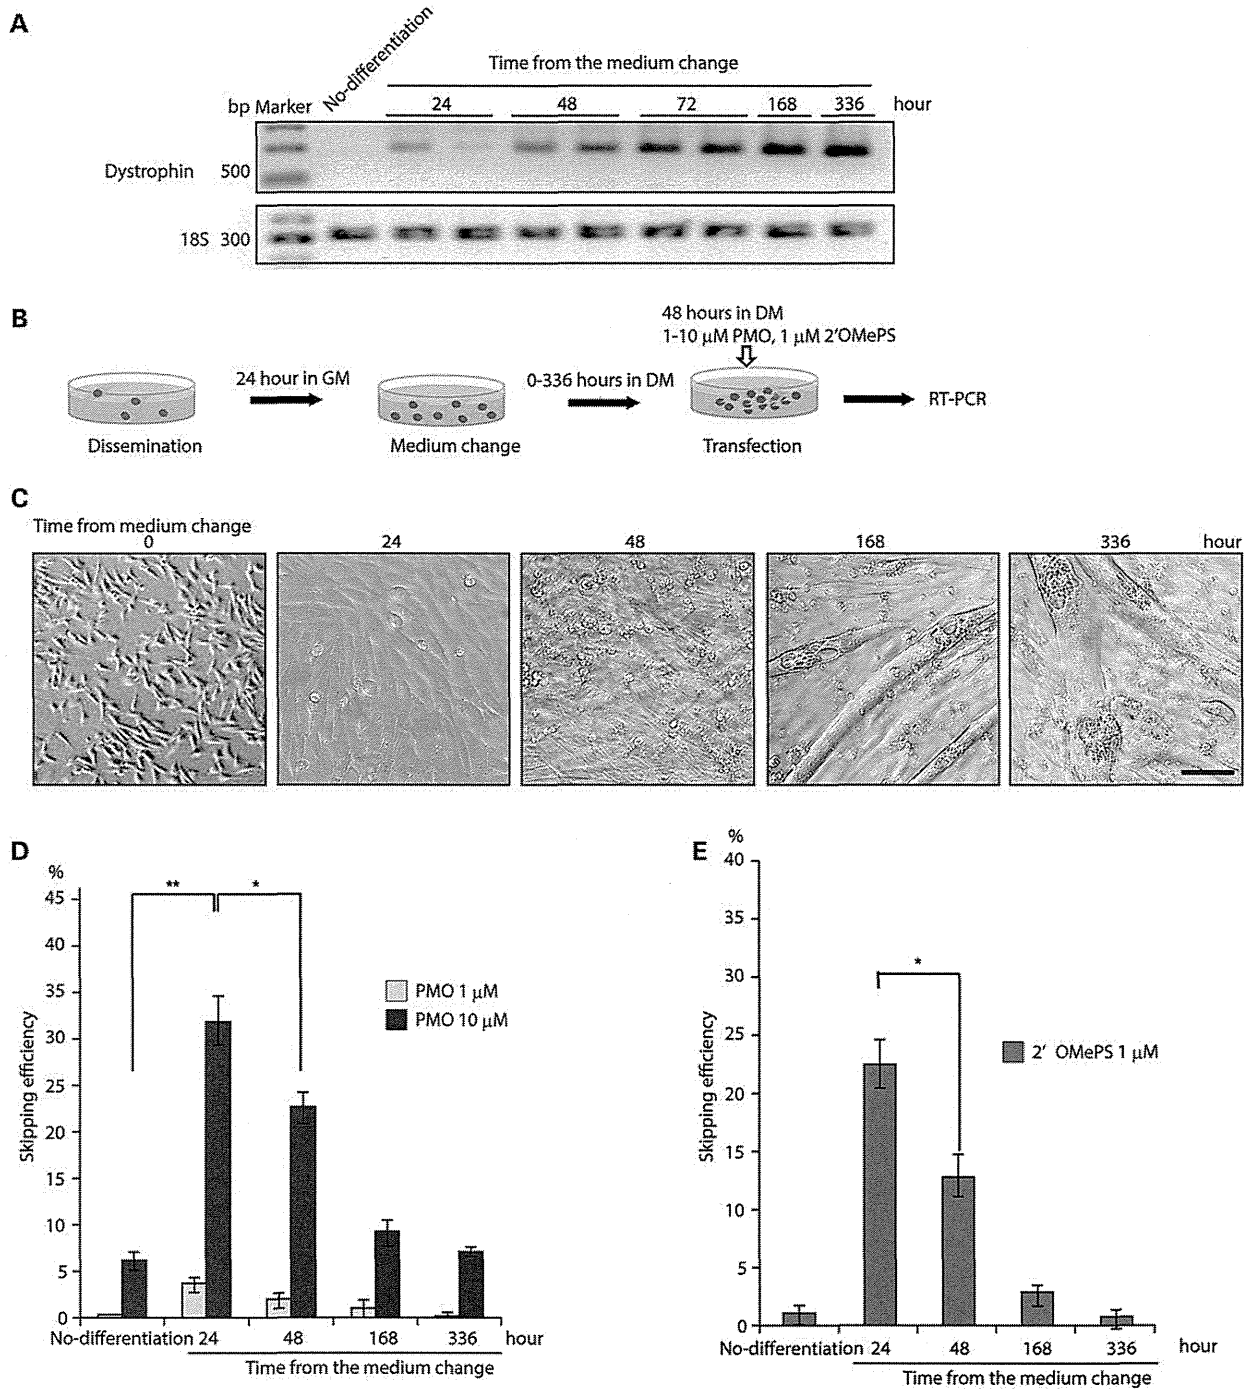 A
No-differentiation
Time from the medium change
bp Marker 24 48 72 168 336 hour
Dystrophin 500
18S 300
B
48 hours in DM
1-10 μM PMO, 1 μM 2'OMePS
24 hour in GM
0-336 hours in DM
RT-PCR
Dissemination
Medium change
Transfection
C
Time from medium change
0 24 48 168 336 hour
D
%
45
40
35
30
25
20
15
10
5
0
Skipping efficiency
** *
PMO 1 μM
PMO 10 μM
No-differentiation 24 48 168 336 hour
Time from the medium change
E
%
40
35
30
25
20
15
10
5
0
Skipping efficiency
*
2' OMePS 1 μM
No-differentiation 24 48 168 336 hour
Time from the medium change